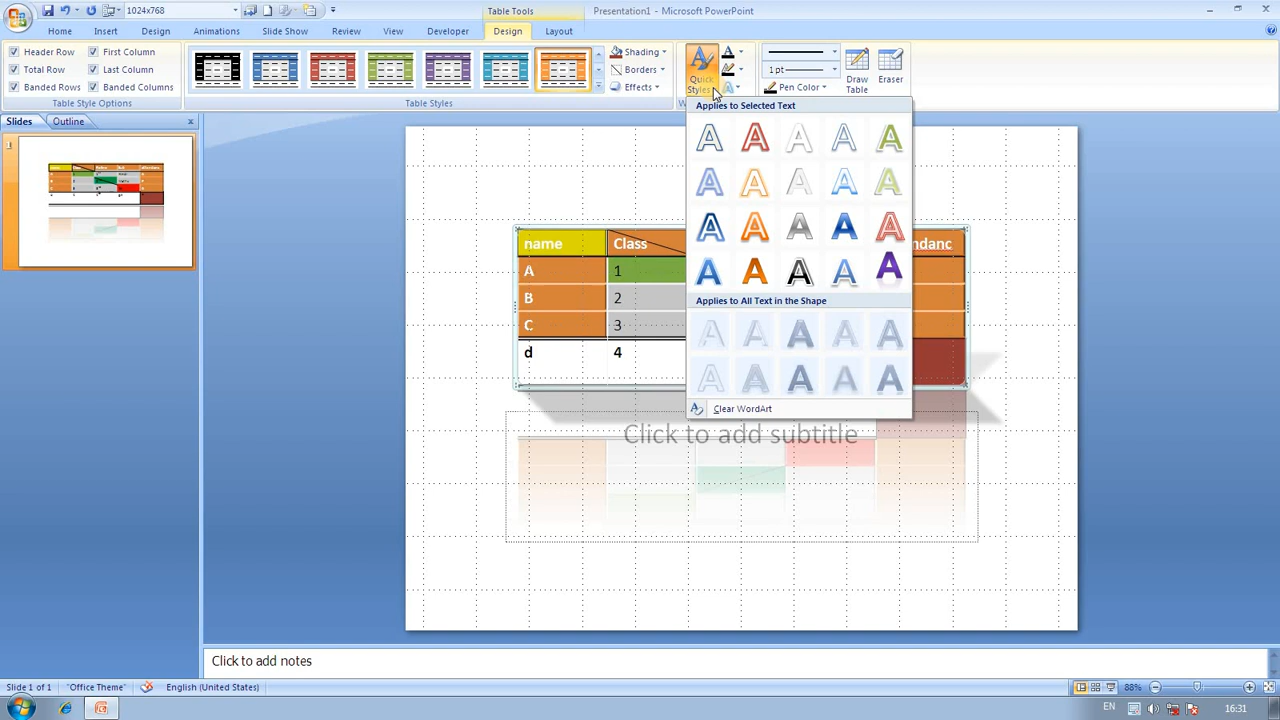 1024x768
Table Tools
Presentation1 - Microsoft PowerPoint
Home Insert Design Animations Slide Show Review View Developer Design Layout
Header Row First Column
Total Row Last Column
Banded Rows Banded Columns
Table Style Options
Shading
Borders
Effects
Table Styles
Quick
Styles
1 pt
Pen Color
Draw
Table
Eraser
Slides Outline
1
Applies to Selected Text
Applies to All Text in the Shape
Clear WordArt
name Class ndanc
A 1
B 2
C 3
d 4
Click to add subtitle
Click to add notes
Slide 1 of 1 "Office Theme" English (United States) 88%
EN 16:31